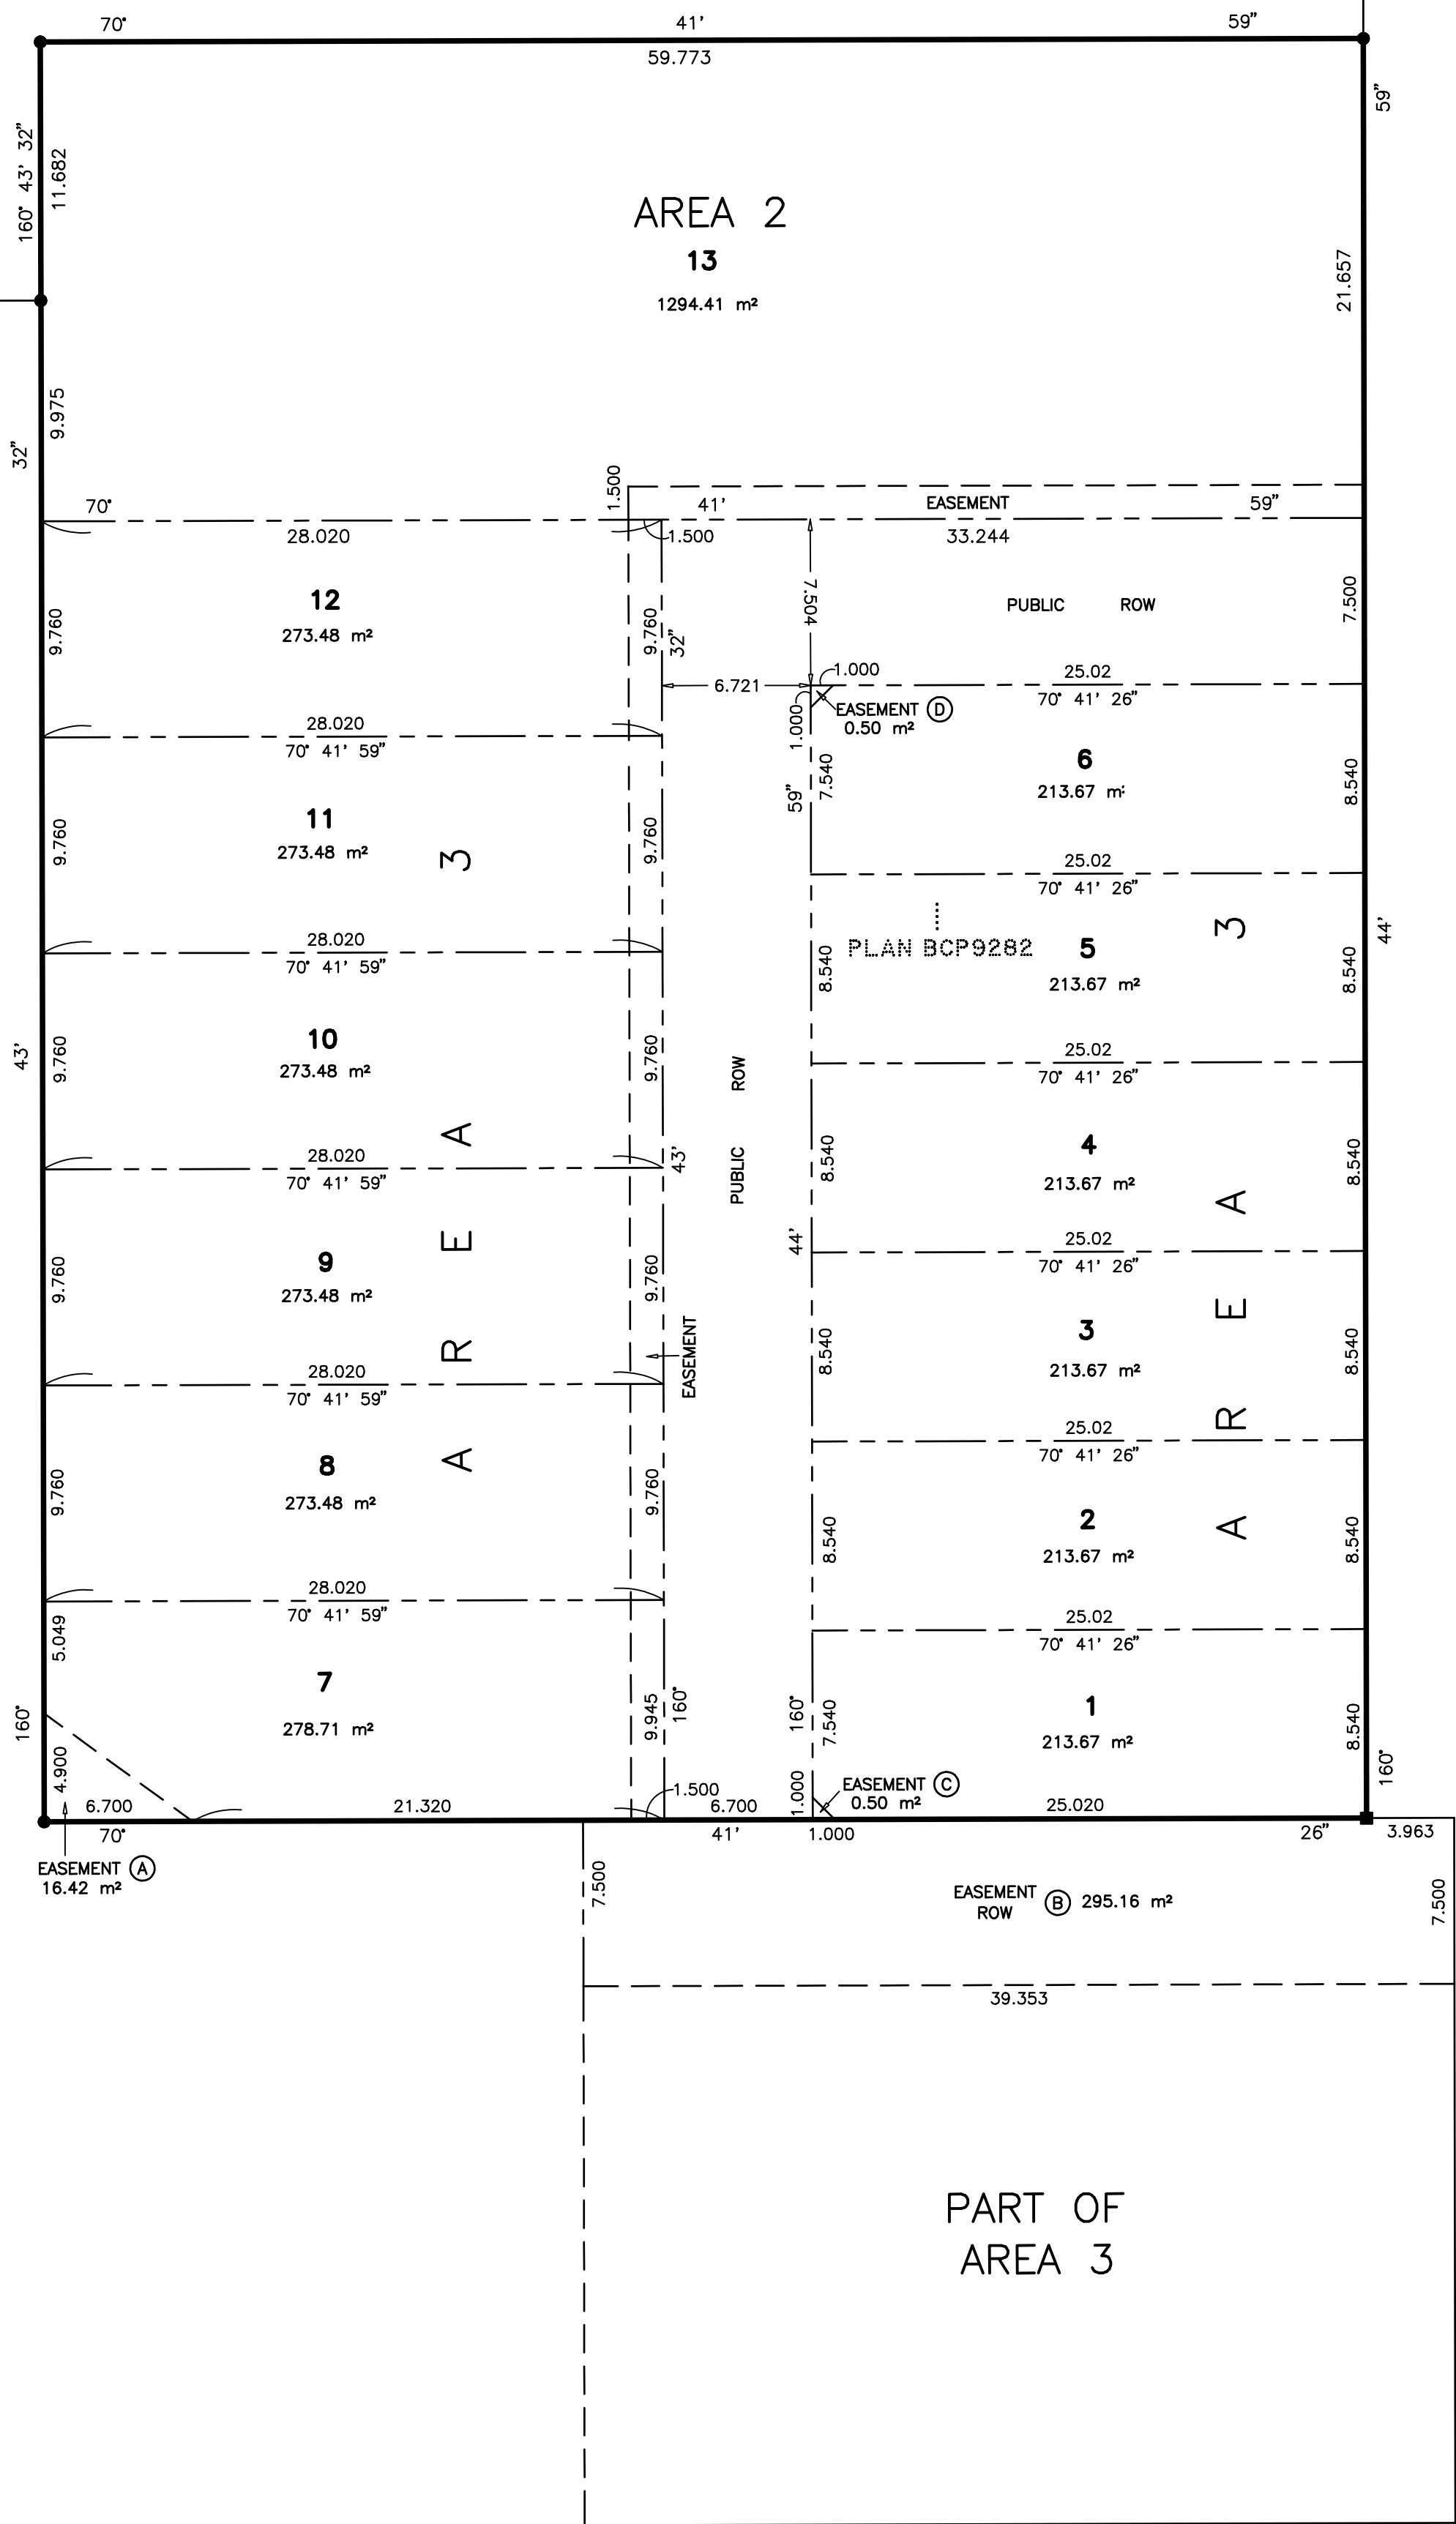 70° 41' 59"
59.773
160° 43' 32"
11.682
59"
AREA 2
13
1294.41 m²
21.657
9.975
32"
1.500
70° 41' EASEMENT 59"
28.020
1.500
33.244
12
273.48 m²
9.760
9.760
32"
7.504
PUBLIC ROW
7.500
6.721
1.000
25.02
70° 41' 26"
EASEMENT D
0.50 m²
1.000
28.020
70° 41' 59"
59"
7.540
6
213.67 m²
8.540
11
273.48 m²
9.760
9.760
3
25.02
70° 41' 26"
PLAN BCP9282
5
213.67 m²
8.540
8.540
3
44'
28.020
70° 41' 59"
10
273.48 m²
43'
9.760
9.760
PUBLIC ROW
25.02
70° 41' 26"
4
213.67 m²
8.540
8.540
28.020
70° 41' 59"
43'
44'
25.02
70° 41' 26"
9
273.48 m²
9.760
9.760
EASEMENT
3
213.67 m²
8.540
8.540
AREA
AREA
28.020
70° 41' 59"
8
273.48 m²
9.760
9.760
25.02
70° 41' 26"
2
213.67 m²
8.540
8.540
28.020
70° 41' 59"
25.02
70° 41' 26"
5.049
7
278.71 m²
160°
9.945
160°
160°
7.540
1
213.67 m²
8.540
160°
4.900
6.700
21.320
1.500
6.700
1.000
EASEMENT C
0.50 m²
25.020
70° 41' 1.000 26" 3.963
EASEMENT A
16.42 m²
7.500
EASEMENT
ROW
B 295.16 m²
7.500
39.353
PART OF
AREA 3